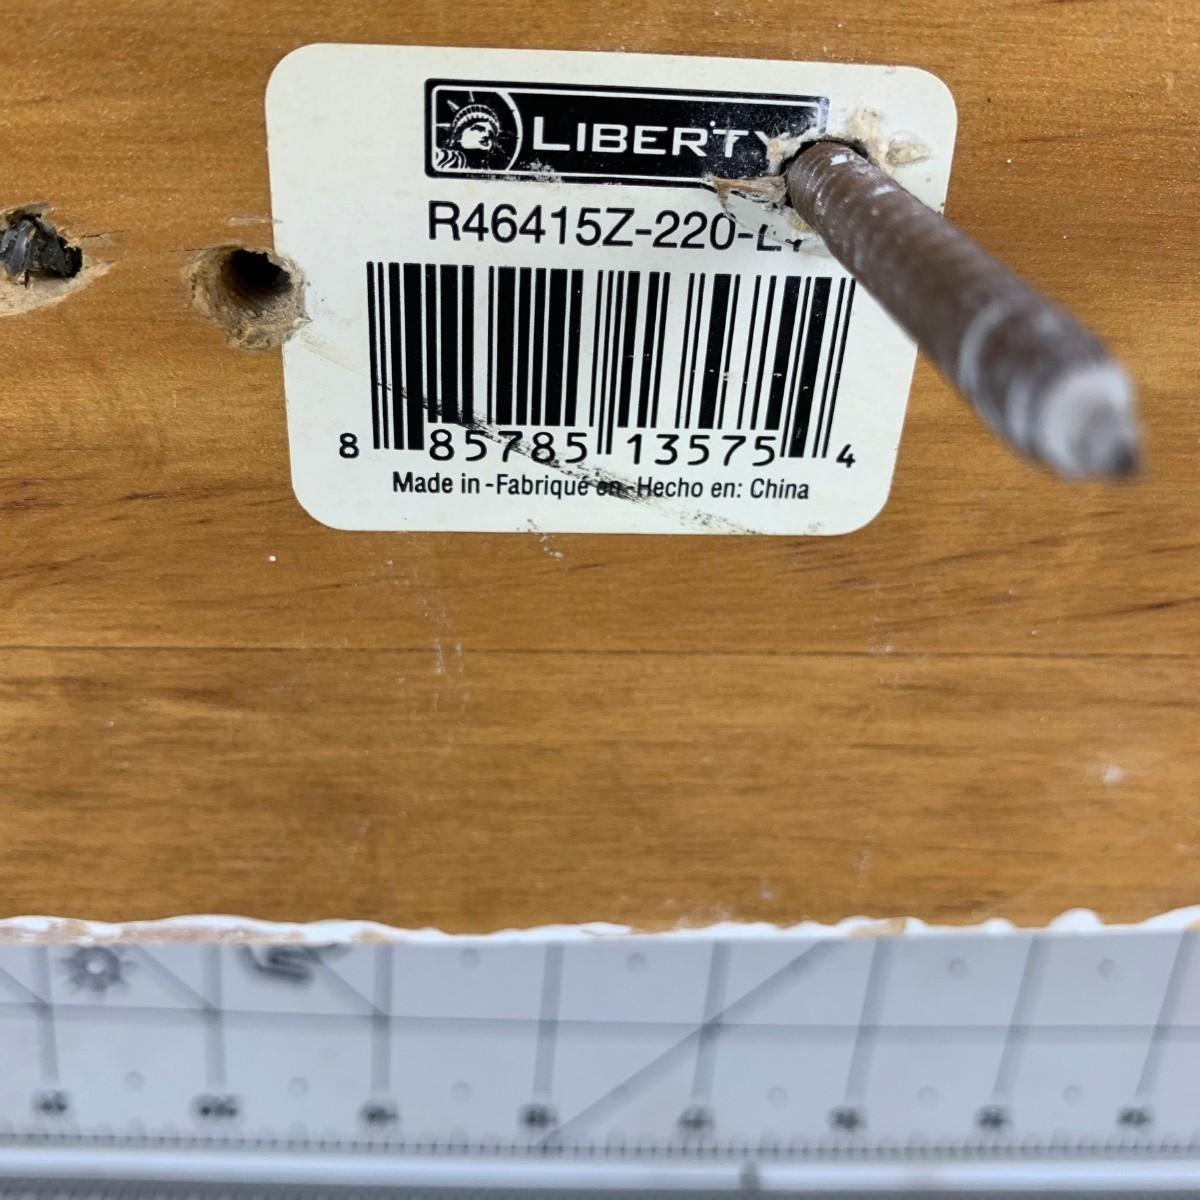 LIBERTY
R46415Z-220-
8 85785 13575 4
Made in - Fabriqué en - Hecho en: China